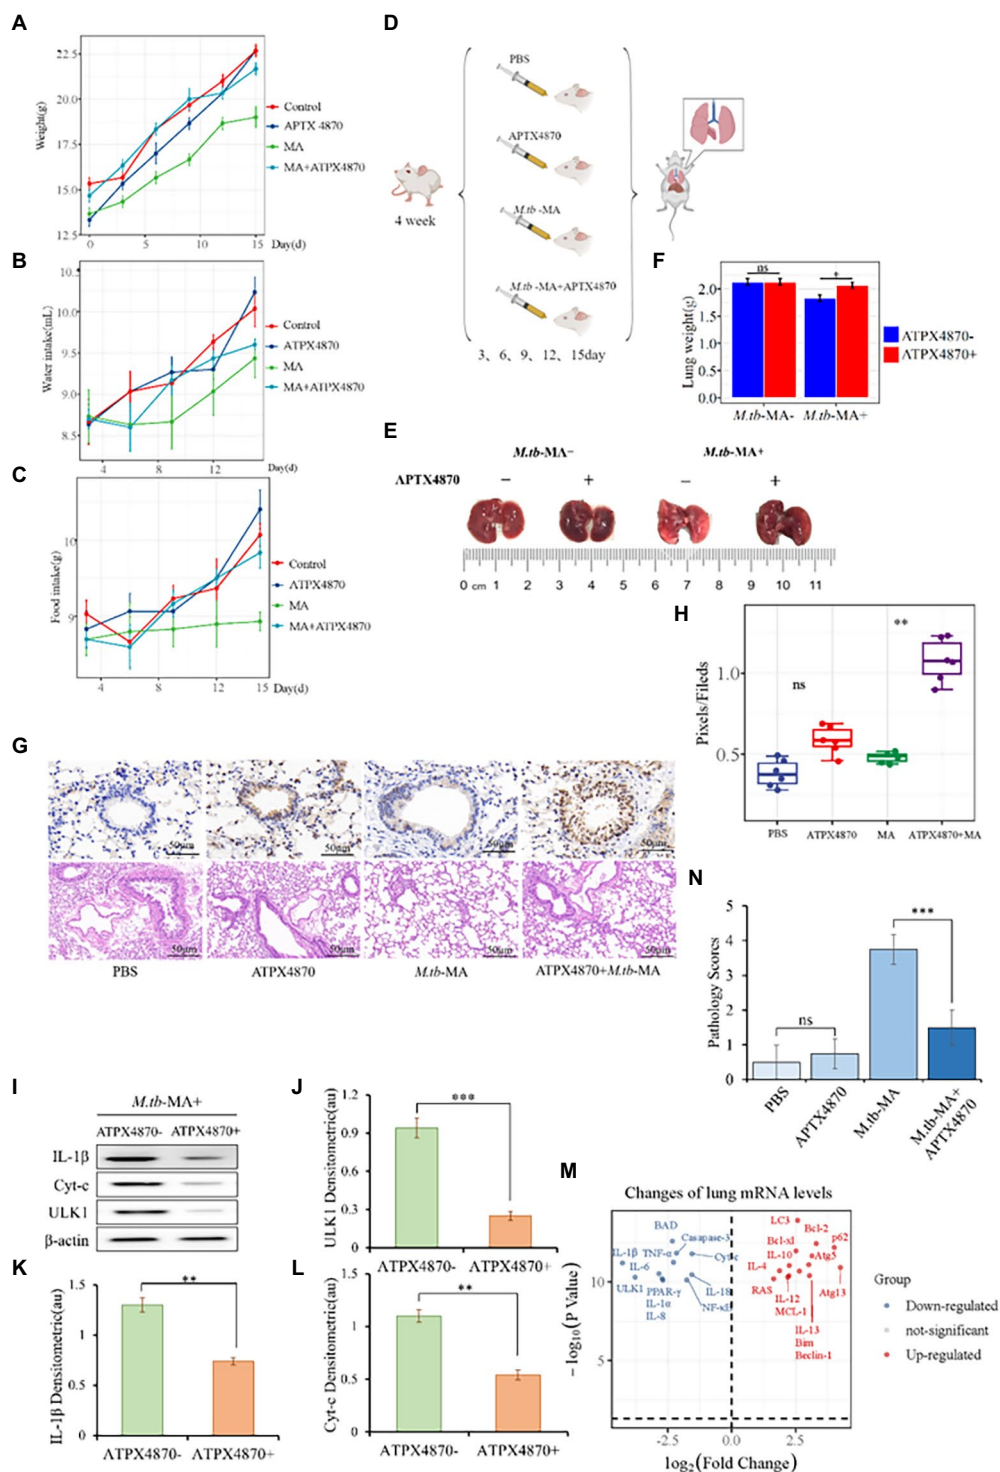 A
22.5
20.0
17.5
15.0
12.5
Weight(g)
0
5
10
15
Day(d)
Control
APTX 4870
MA
MA+ATPX4870
B
10.5
10.0
9.5
9.0
8.5
Water intake(mL)
4
8
12
15
Day(d)
Control
ATPX4870
MA
MA+ATPX4870
C
10
9
Food intake(g)
4
8
12
15
Day(d)
Control
ATPX4870
MA
MA+ATPX4870
D
4 week
PBS
APTX4870
M.tb -MA
M.tb -MA+APTX4870
3、6、9、12、15day
F
Lung weight(g)
2.0
1.5
1.0
0.5
0.0
ns
M.tb-MA-
M.tb-MA+
ATPX4870-
ATPX4870+
E
M.tb-MA−
M.tb-MA+
APTX4870
− + − +
0 cm 1 2 3 4 5 6 7 8 9 10 11
H
Pixels/Fileds
1.0
0.5
ns
**
PBS
ATPX4870
MA
ATPX4870+MA
G
50μm
50μm
50μm
50μm
50μm
50μm
50μm
50μm
PBS
ATPX4870
M.tb-MA
ATPX4870+M.tb-MA
N
Pathology Scores
5
4
3
2
1
0
ns
***
PBS
APTX4870
M.tb-MA
M.tb-MA+
APTX4870
I
M.tb-MA+
ATPX4870- ATPX4870+
IL-1β
Cyt-c
ULK1
β-actin
J
ULK1 Densitometric(au)
1.2
0.9
0.6
0.3
0
***
ATPX4870-
ATPX4870+
K
IL-1β Densitometric(au)
1.5
1
0.5
0
**
ATPX4870-
ATPX4870+
L
Cyt-c Densitometric(au)
1.5
1
0.5
0
**
ATPX4870-
ATPX4870+
M
Changes of lung mRNA levels
−log10(P Value)
10
5
-2.5
0.0
2.5
log2(Fold Change)
BAD
Casapase-3
IL-1β
TNF-α
Cyt-c
IL-6
ULK1
PPAR-γ
IL-18
IL-1α
NF-κB
IL-8
LC3
Bcl-2
Bcl-xl
p62
IL-10
Atg5
IL-4
RAS
Atg13
IL-12
MCL-1
IL-13
Bim
Beclin-1
Group
Down-regulated
not-significant
Up-regulated